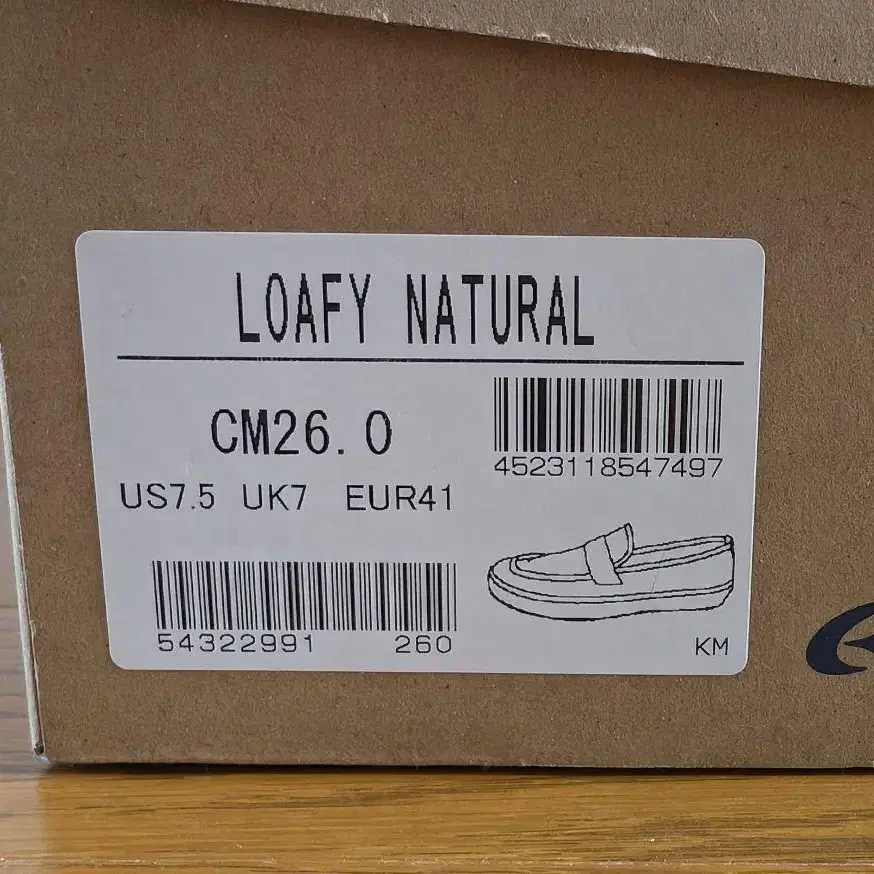 LOAFY NATURAL
CM26.0
4523118547497
US7.5 UK7 EUR41
54322991 260
KM